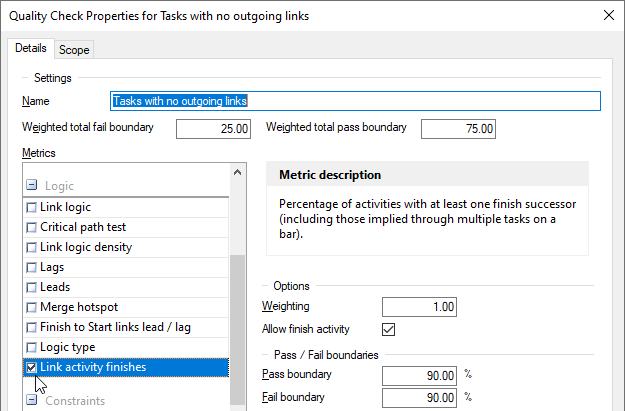 Quality Check Properties for Tasks with no outgoing links
Details
Scope
Settings
Name
Tasks with no outgoing links
Weighted total fail boundary
25.00
Weighted total pass boundary
75.00
Metrics
Logic
Link logic
Critical path test
Link logic density
Lags
Leads
Merge hotspot
Finish to Start links lead / lag
Logic type
Link activity finishes
Constraints
Metric description
Percentage of activities with at least one finish successor
(including those implied through multiple tasks on a
bar).
Options
Weighting
1.00
Allow finish activity
Pass / Fail boundaries
Pass boundary
90.00 %
Fail boundary
90.00 %